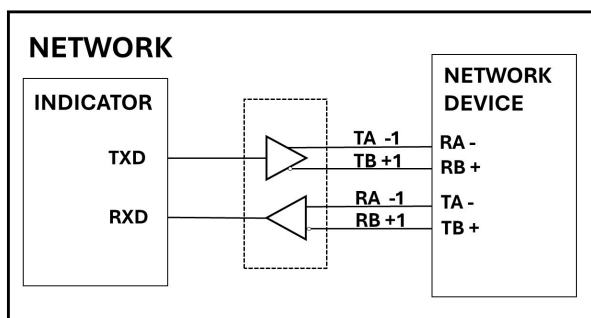 NETWORK
INDICATOR
TXD
RXD
TA -1
TB +1
RA -1
RB +1
NETWORK
DEVICE
RA -
RB +
TA -
TB +